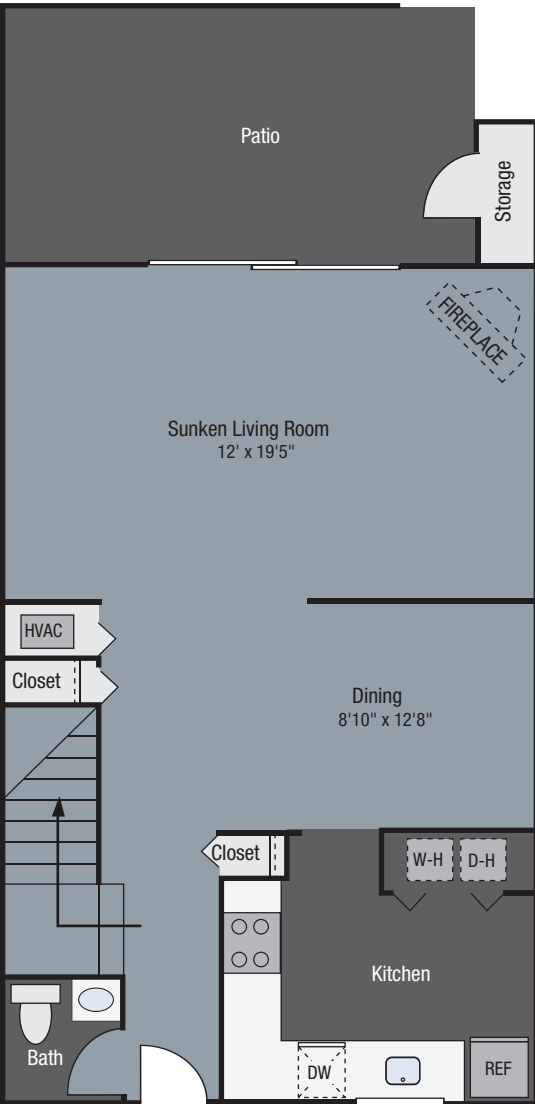 Patio
Storage
FIREPLACE
Sunken Living Room
12' x 19'5"
HVAC
Closet
Dining
8'10" x 12'8"
Closet
W-H
D-H
Kitchen
Bath
DW
REF